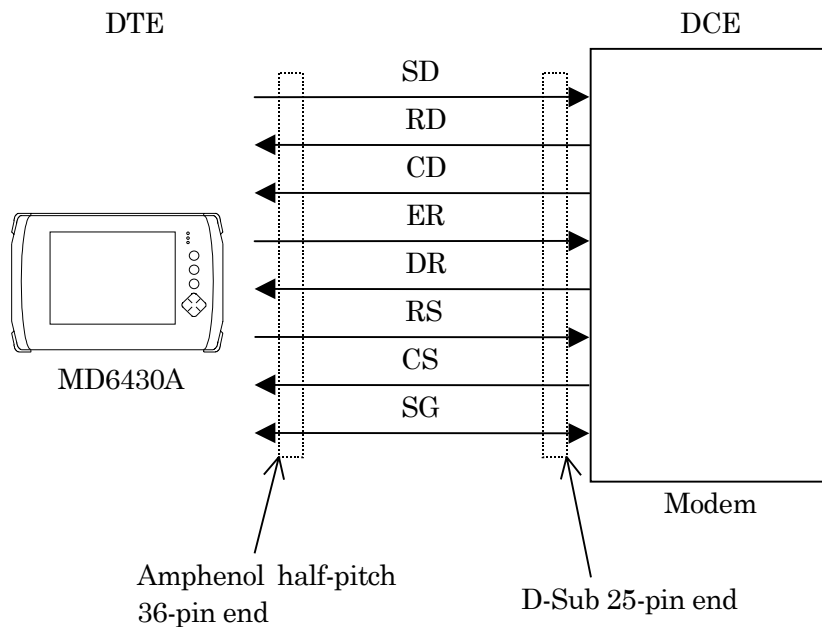 DTE
DCE
SD
RD
CD
ER
DR
RS
CS
SG
MD6430A
Modem
Amphenol half-pitch
36-pin end
D-Sub 25-pin end